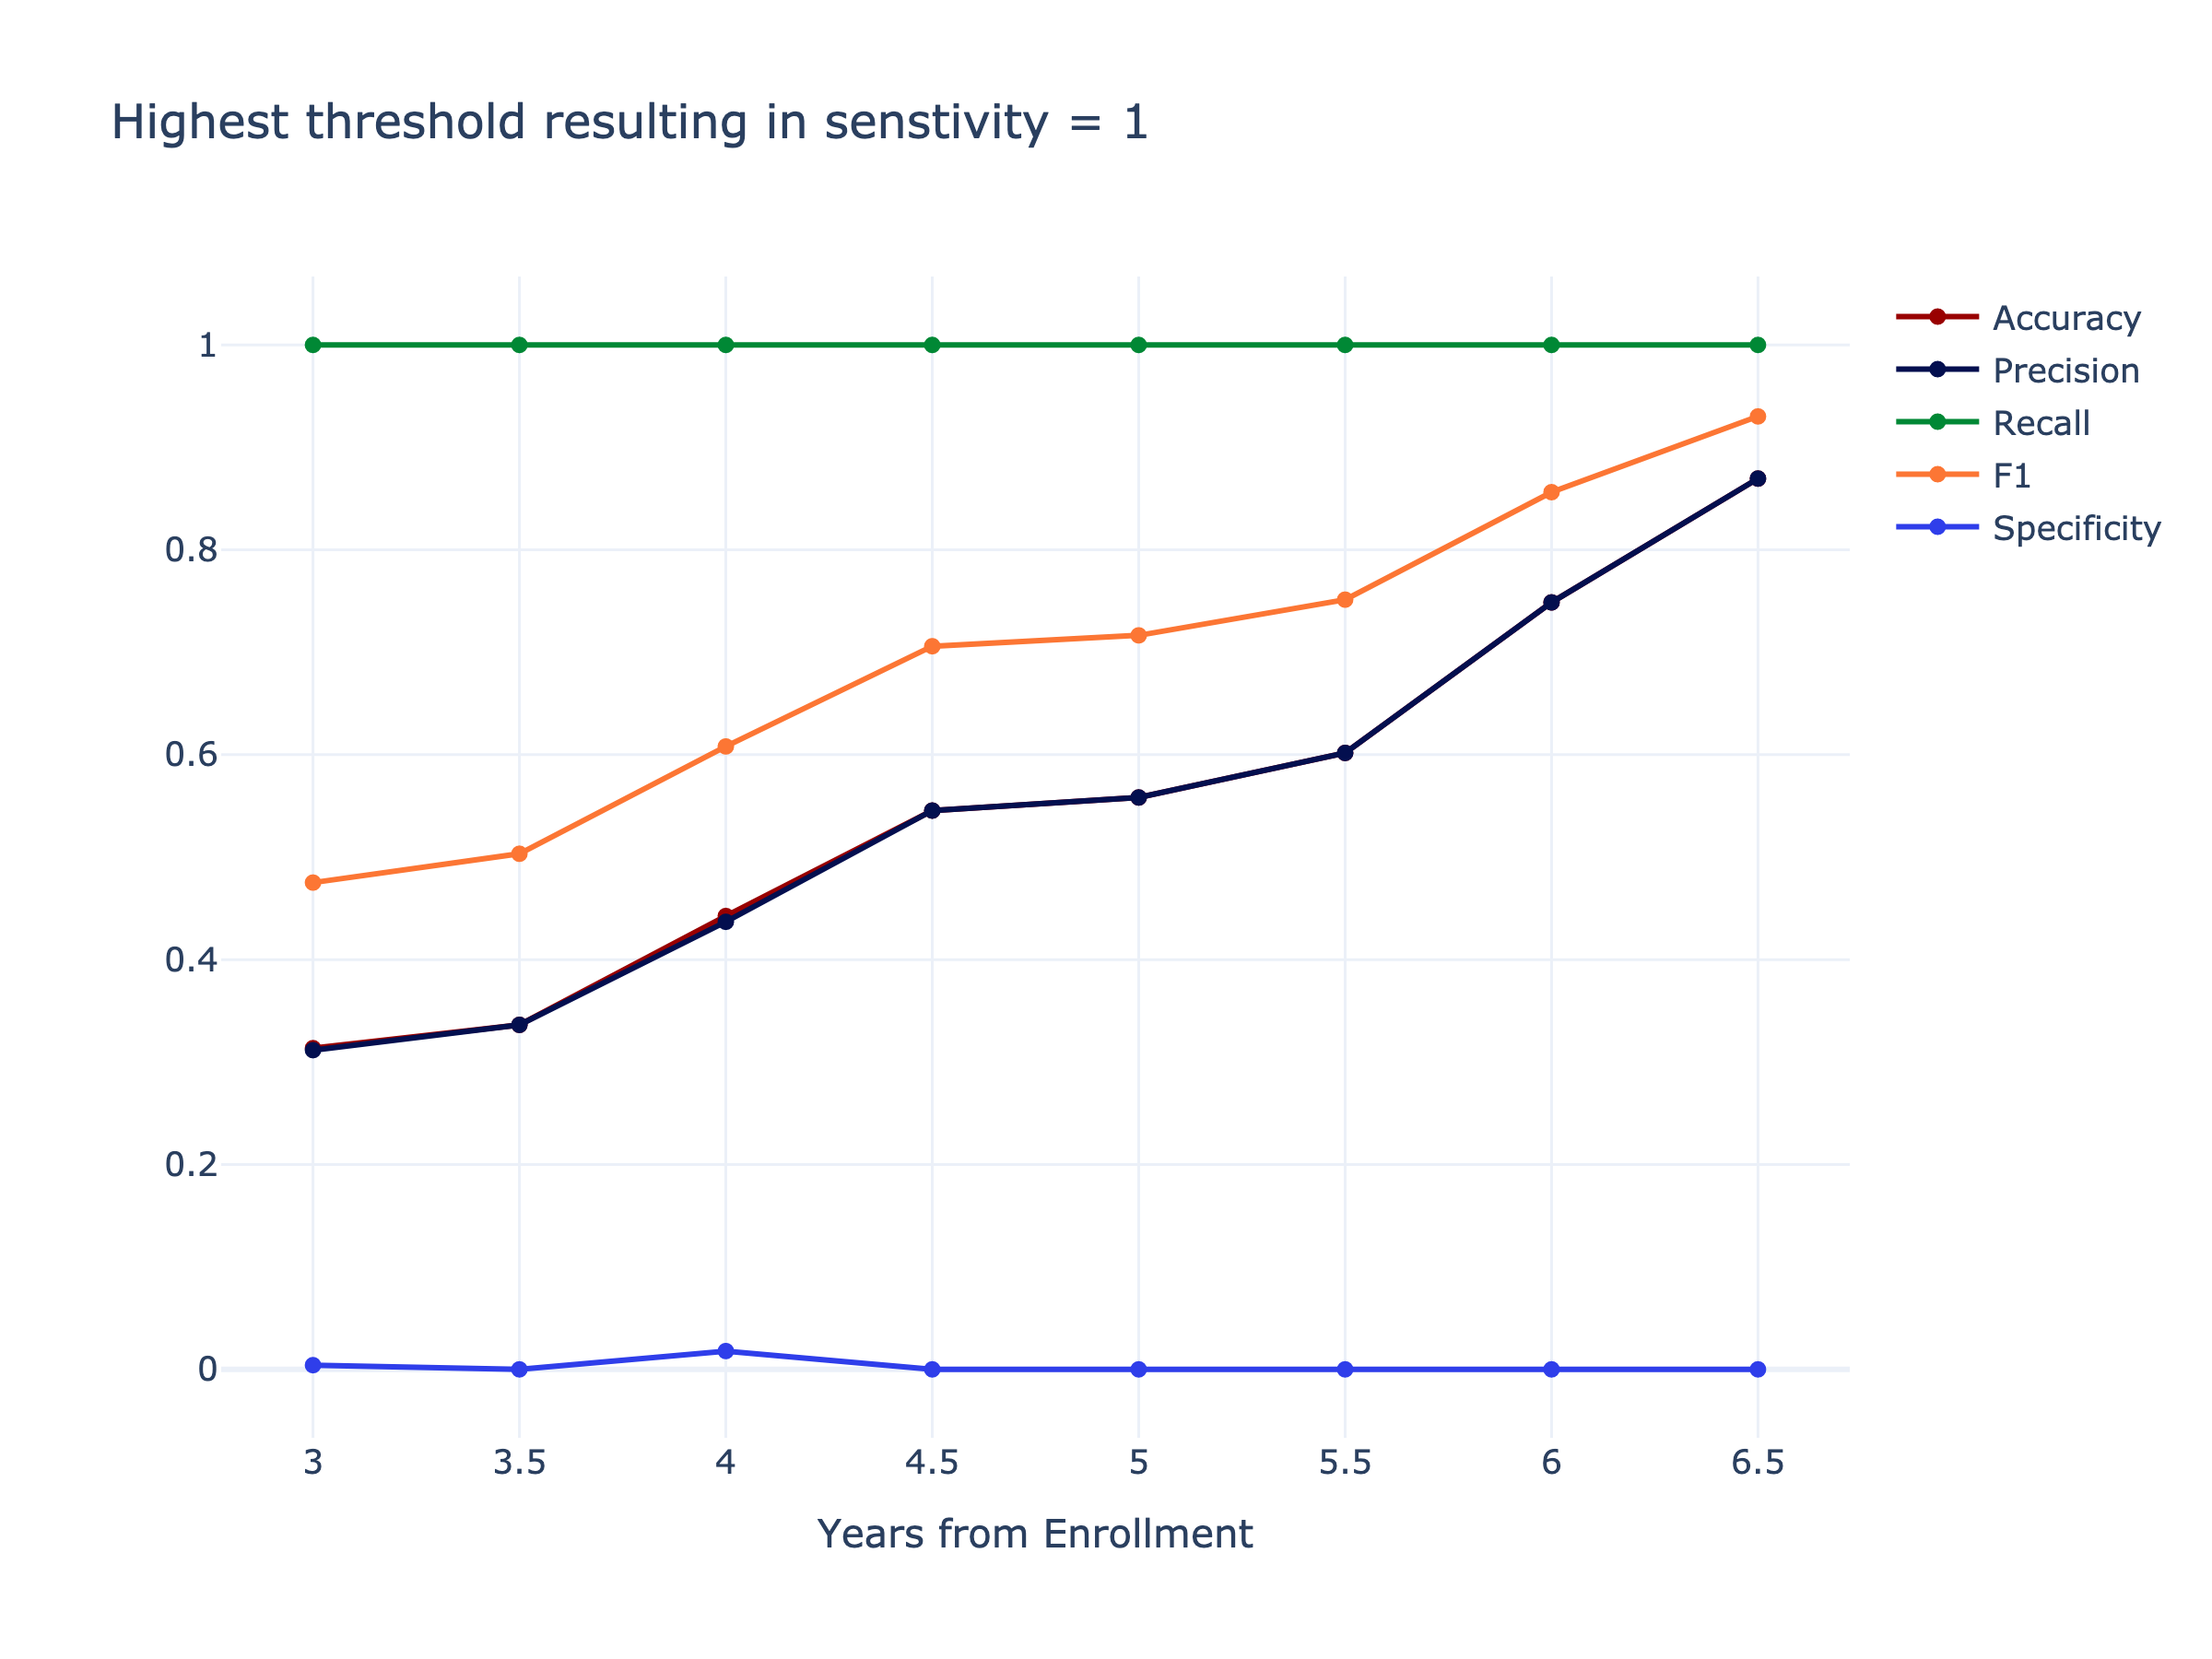 Highest threshold resulting in senstivity = 1
Accuracy
Precision
Recall
F1
Specificity
1
0.8
0.6
0.4
0.2
0
3 3.5 4 4.5 5 5.5 6 6.5
Years from Enrollment